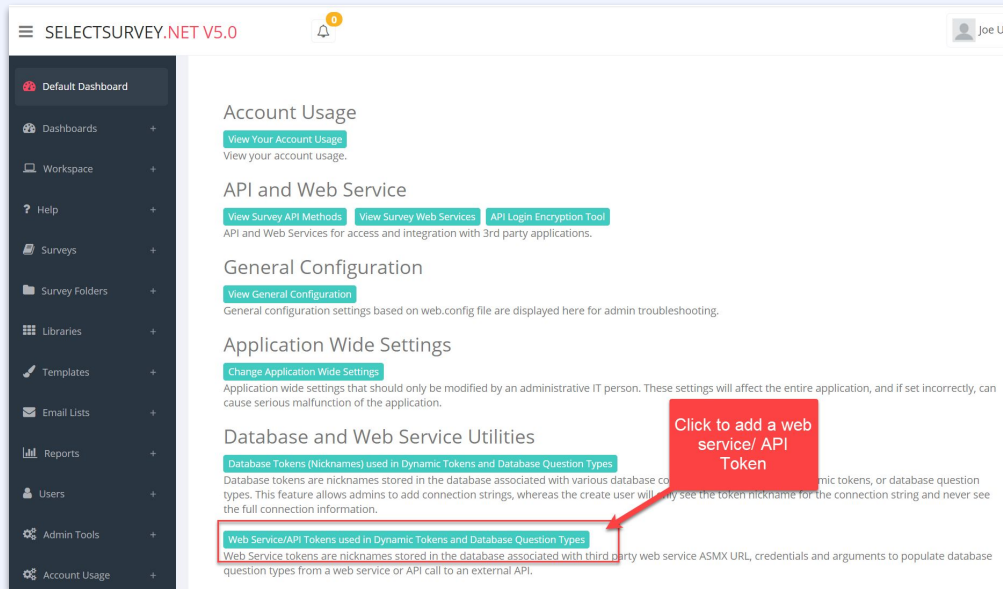 SELECTSURVEY.NET V5.0
0
Joe U
Default Dashboard
Dashboards +
Workspace +
? Help +
Surveys +
Survey Folders +
Libraries +
Templates +
Email Lists +
Reports +
Users +
Admin Tools +
Account Usage +
Account Usage
View Your Account Usage
View your account usage.
API and Web Service
View Survey API Methods View Survey Web Services API Login Encryption Tool
API and Web Services for access and integration with 3rd party applications.
General Configuration
View General Configuration
General configuration settings based on web.config file are displayed here for admin troubleshooting.
Application Wide Settings
Change Application Wide Settings
Application wide settings that should only be modified by an administrative IT person. These settings will affect the entire application, and if set incorrectly, can
cause serious malfunction of the application.
Click to add a web
service/ API
Token
Database and Web Service Utilities
Database Tokens (Nicknames) used in Dynamic Tokens and Database Question Types
Database tokens are nicknames stored in the database associated with various database co mic tokens, or database question
types. This feature allows admins to add connection strings, whereas the create user will only see the token nickname for the connection string and never see
the full connection information.
Web Service/API Tokens used in Dynamic Tokens and Database Question Types
Web Service tokens are nicknames stored in the database associated with third party web service ASMX URL, credentials and arguments to populate database
question types from a web service or API call to an external API.